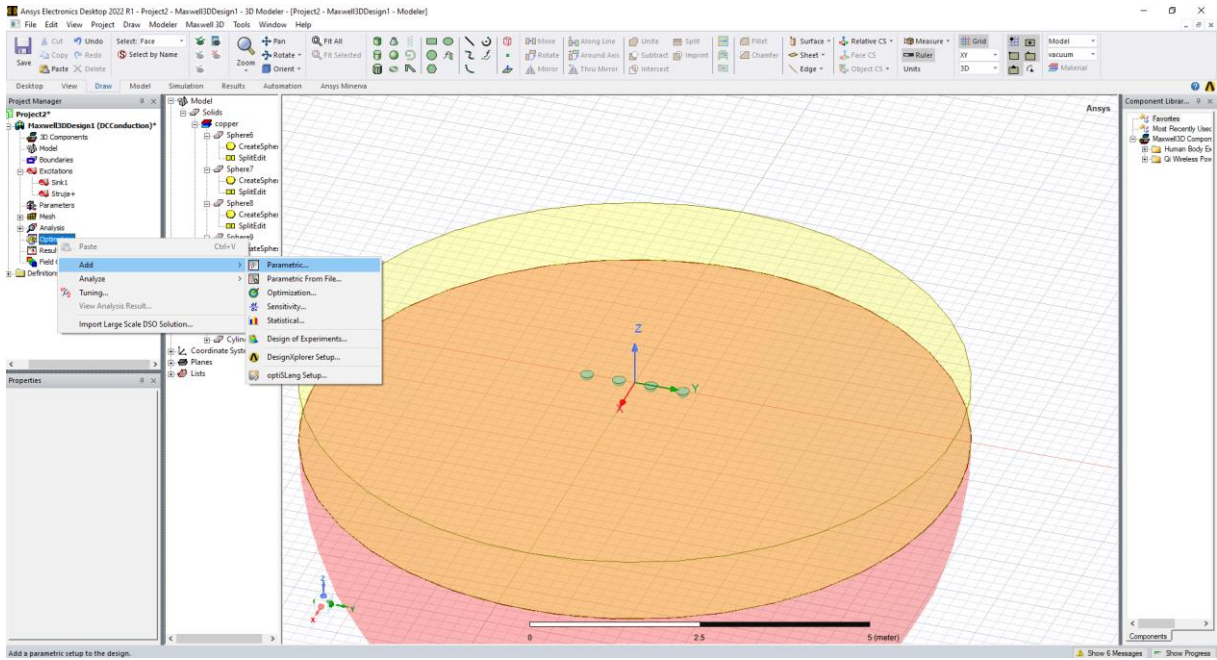 Ansys Electronics Desktop 2022 R1 - Project2 - Maxwell3DDesign1 - 3D Modeler - [Project2 - Maxwell3DDesign1 - Modeler]
File Edit View Project Draw Modeler Maxwell 3D Tools Window Help
Save
Cut Undo Select: Face
Copy Redo Select by Name
Paste Delete
Zoom
Pan
Rotate
Orient
Fit All
Fit Selected
Move Along Line Unite Split Fillet
Rotate Around Axis Subtract Imprint Chamfer
Mirror Thru Mirror Intersect
Surface Relative CS Measure Grid Model
Sheet Face CS Ruler XY vacuum
Edge Object CS Units 3D Material
Desktop View Draw Model Simulation Results Automation Ansys Minerva
Project Manager
Project2*
Maxwell3DDesign1 (DCConduction)*
3D Components
Model
Boundaries
Excitations
Sink1
Struja+
Parameters
Mesh
Analysis
Optim
Resul
Field
Definition
Model
Solids
copper
Sphere6
CreateSpher
SplitEdit
Sphere7
CreateSpher
SplitEdit
Sphere8
CreateSpher
SplitEdit
Sphere9
ateSpher
Cylin
Coordinate Syste
Planes
Lists
Paste Ctrl+V
Add
Analyze
Tuning...
View Analysis Result...
Import Large Scale DSO Solution...
Parametric...
Parametric From File...
Optimization...
Sensitivity...
Statistical...
Design of Experiments...
DesignXplorer Setup...
optiSLang Setup...
Properties
Ansys
Z
Y
X
Z
Y
X
0 2.5 5 (meter)
Component Librar...
Favorites
Most Recently Usec
Maxwell3D Compon
Human Body Ex
Qi Wireless Pow
Components
Add a parametric setup to the design.
Show 6 Messages Show Progress